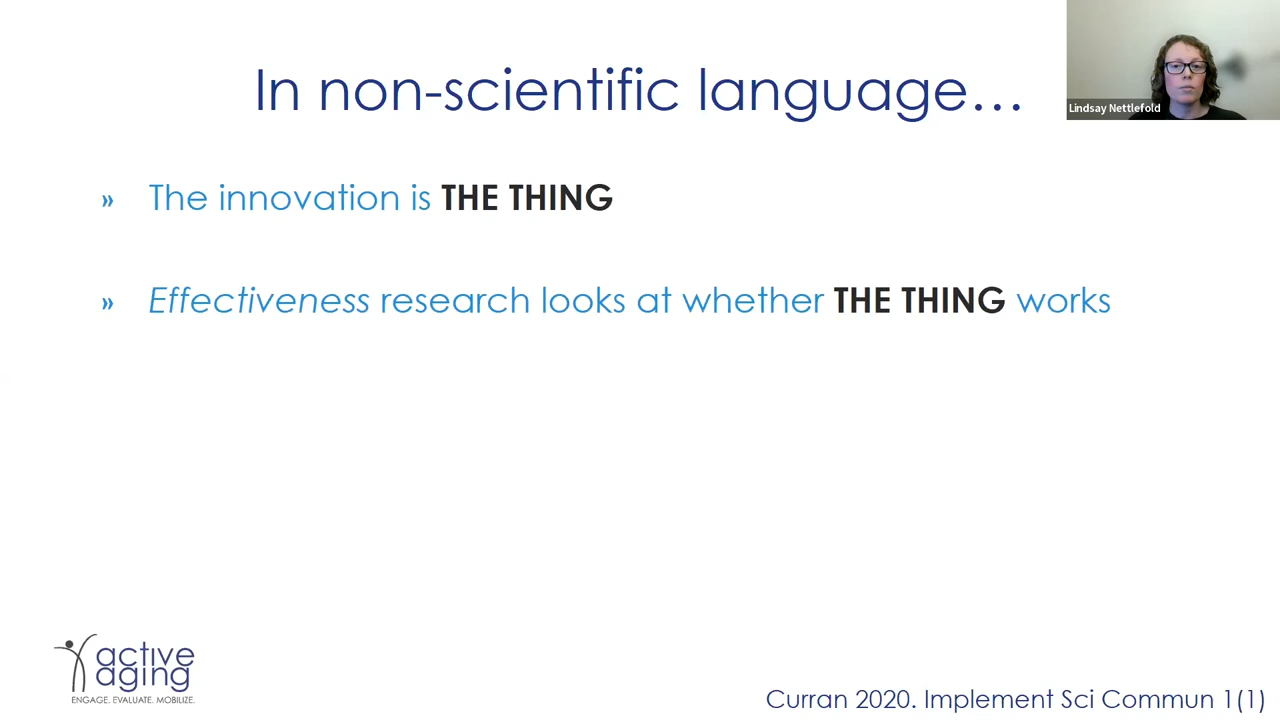 In non-scientific language…
Lindsay Nettlefold
» The innovation is THE THING
» Effectiveness research looks at whether THE THING works
active
aging
ENGAGE. EVALUATE. MOBILIZE.
Curran 2020. Implement Sci Commun 1(1)